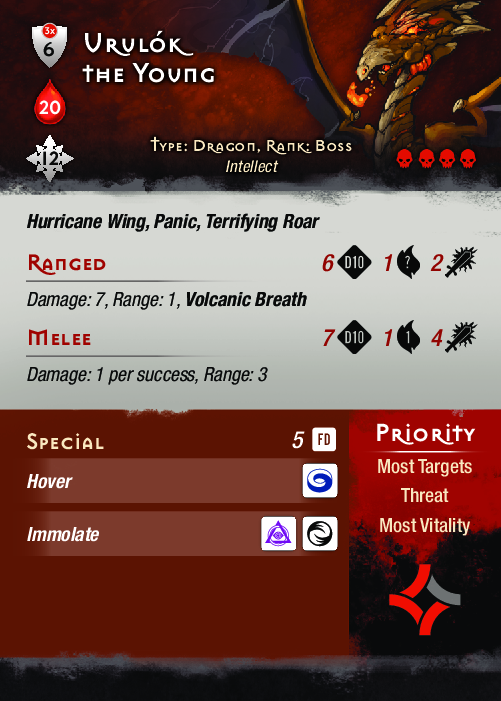 3x
6
Urulók
the Young
20
12
Type: Dragon, Rank: Boss
Intellect
Hurricane Wing, Panic, Terrifying Roar
Ranged 6 D10 1 ? 2
Damage: 7, Range: 1, Volcanic Breath
Melee 7 D10 1 1 4
Damage: 1 per success, Range: 3
Special 5 FD
Hover
Immolate
Priority
Most Targets
Threat
Most Vitality